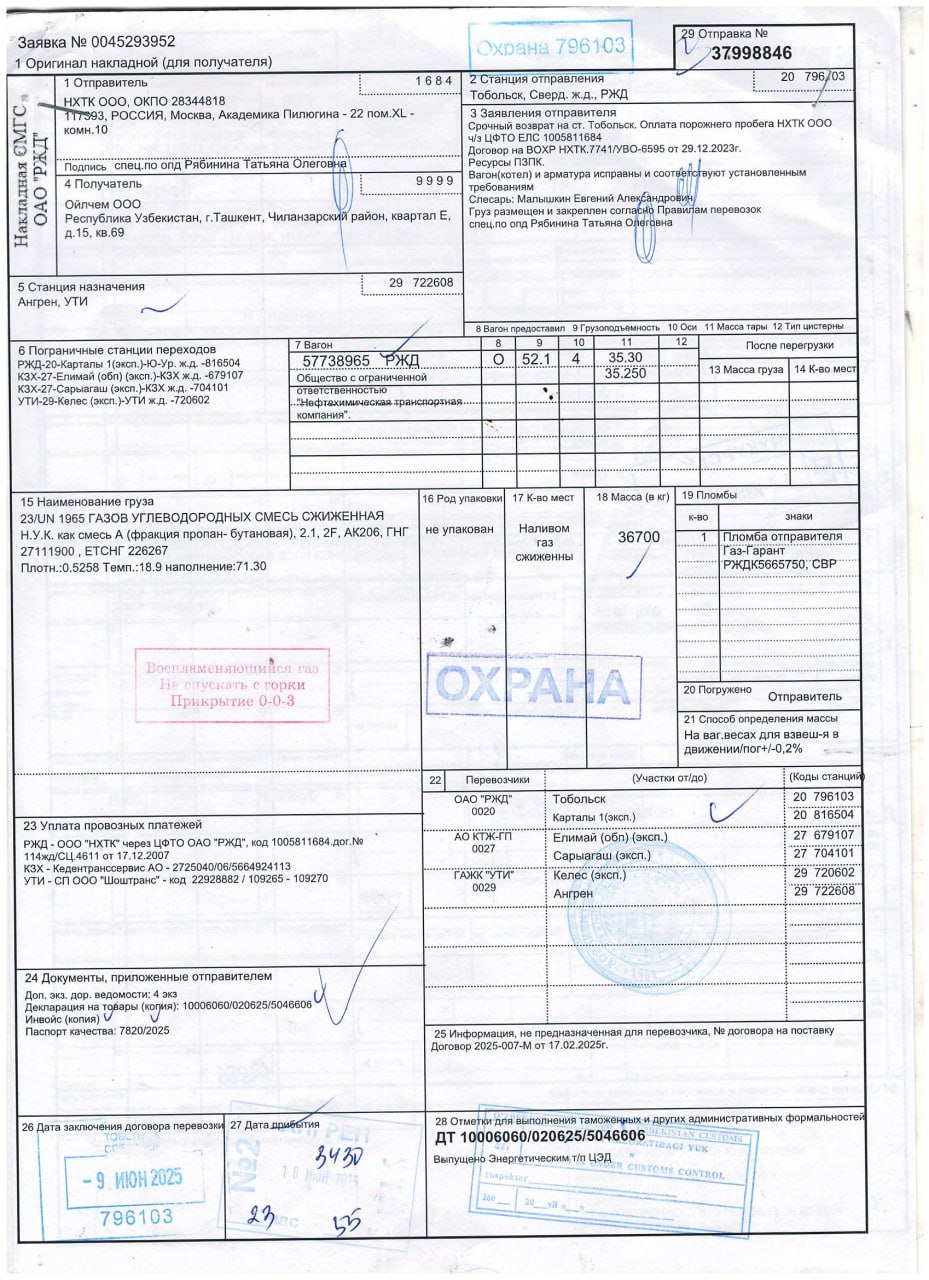 Заявка № 0045293952
1 Оригинал накладной (для получателя)
Охрана 796103
29 Отправка №
37998846
Накладная СМГС
ОАО "РЖД"
1 Отправитель
1684
НХТК ООО, ОКПО 28344818
117393, РОССИЯ, Москва, Академика Пилюгина - 22 пом.XL -
комн.10
Подпись спец.по опд Рябинина Татьяна Олеговна
2 Станция отправления
20 796103
Тобольск, Сверд. ж.д., РЖД
3 Заявления отправителя
Срочный возврат на ст. Тобольск. Оплата порожнего пробега НХТК ООО
ч/з ЦФТО ЕЛС 1005811684
Договор на ВОХР НХТК.7741/УВО-6595 от 29.12.2023г.
Ресурсы ПЗПК.
Вагон(котел) и арматура исправны и соответствуют установленным
требованиям
Слесарь: Малышкин Евгений Александрович
Груз размещен и закреплен согласно Правилам перевозок
спец.по опд Рябинина Татьяна Олеговна
4 Получатель
9999
Ойлчем ООО
Республика Узбекистан, г.Ташкент, Чиланзарский район, квартал Е,
д.15, кв.69
5 Станция назначения
29 722608
Ангрен, УТИ
8 Вагон предоставил 9 Грузоподъемность 10 Оси 11 Масса тары 12 Тип цистерны
6 Пограничные станции переходов
РЖД-20-Карталы 1(эксп.)-Ю-Ур. ж.д. -816504
КЗХ-27-Елимай (обп) (эксп.)-КЗХ ж.д. -679107
КЗХ-27-Сарыагаш (эксп.)-КЗХ ж.д. -704101
УТИ-29-Келес (эксп.)-УТИ ж.д. -720602
7 Вагон
8
9
10
11
12
После перегрузки
57738965 РЖД
О
52.1
4
35.30
35.250
13 Масса груза
14 К-во мест
Общество с ограниченной
ответственностью
"Нефтехимическая транспортная
компания".
15 Наименование груза
23/UN 1965 ГАЗОВ УГЛЕВОДОРОДНЫХ СМЕСЬ СЖИЖЕННАЯ
Н.У.К. как смесь А (фракция пропан- бутановая), 2.1, 2F, АК206, ГНГ
27111900 , ЕТСНГ 226267
Плотн.:0.5258 Темп.:18.9 наполнение:71.30
16 Род упаковки
не упакован
17 К-во мест
Наливом
газ
сжиженны
18 Масса (в кг)
36700
19 Пломбы
к-во
знаки
1
Пломба отправителя
Газ-Гарант
РЖДК5665750, СВР
Воспламеняющийся газ
Не спускать с горки
Прикрытие 0-0-3
ОХРАНА
20 Погружено
Отправитель
21 Способ определения массы
На ваг.весах для взвеш-я в
движении/пог+/-0,2%
22
Перевозчики
(Участки от/до)
(Коды станций)
ОАО "РЖД"
0020
Тобольск
20 796103
Карталы 1(эксп.)
20 816504
АО КТЖ-ГП
0027
Елимай (обп) (эксп.)
27 679107
Сарыагаш (эксп.)
27 704101
ГАЖК "УТИ"
0029
Келес (эксп.)
29 720602
Ангрен
29 722608
23 Уплата провозных платежей
РЖД - ООО "НХТК" через ЦФТО ОАО "РЖД", код 1005811684.дог.№
114жд/СЦ.4611 от 17.12.2007
КЗХ - Кедентранссервис АО - 2725040/06/5664924113
УТИ - СП ООО "Шоштранс" - код 22928882 / 109265 - 109270
24 Документы, приложенные отправителем
Доп. экз. дор. ведомости: 4 экз
Декларация на товары (копия): 10006060/020625/5046606
Инвойс (копия)
Паспорт качества: 7820/2025
25 Информация, не предназначенная для перевозчика, № договора на поставку
Договор 2025-007-М от 17.02.2025г.
26 Дата заключения договора перевозки
- 9 ИЮН 2025
796103
27 Дата прибытия
АНГРЕН
№2
3430
18 ИЮН
час
23
55
28 Отметки для выполнения таможенных и других административных формальностей
ДТ 10006060/020625/5046606
Выпущено Энергетическим т/п ЦЭД
UNDER CUSTOMS CONTROL
Inspektor